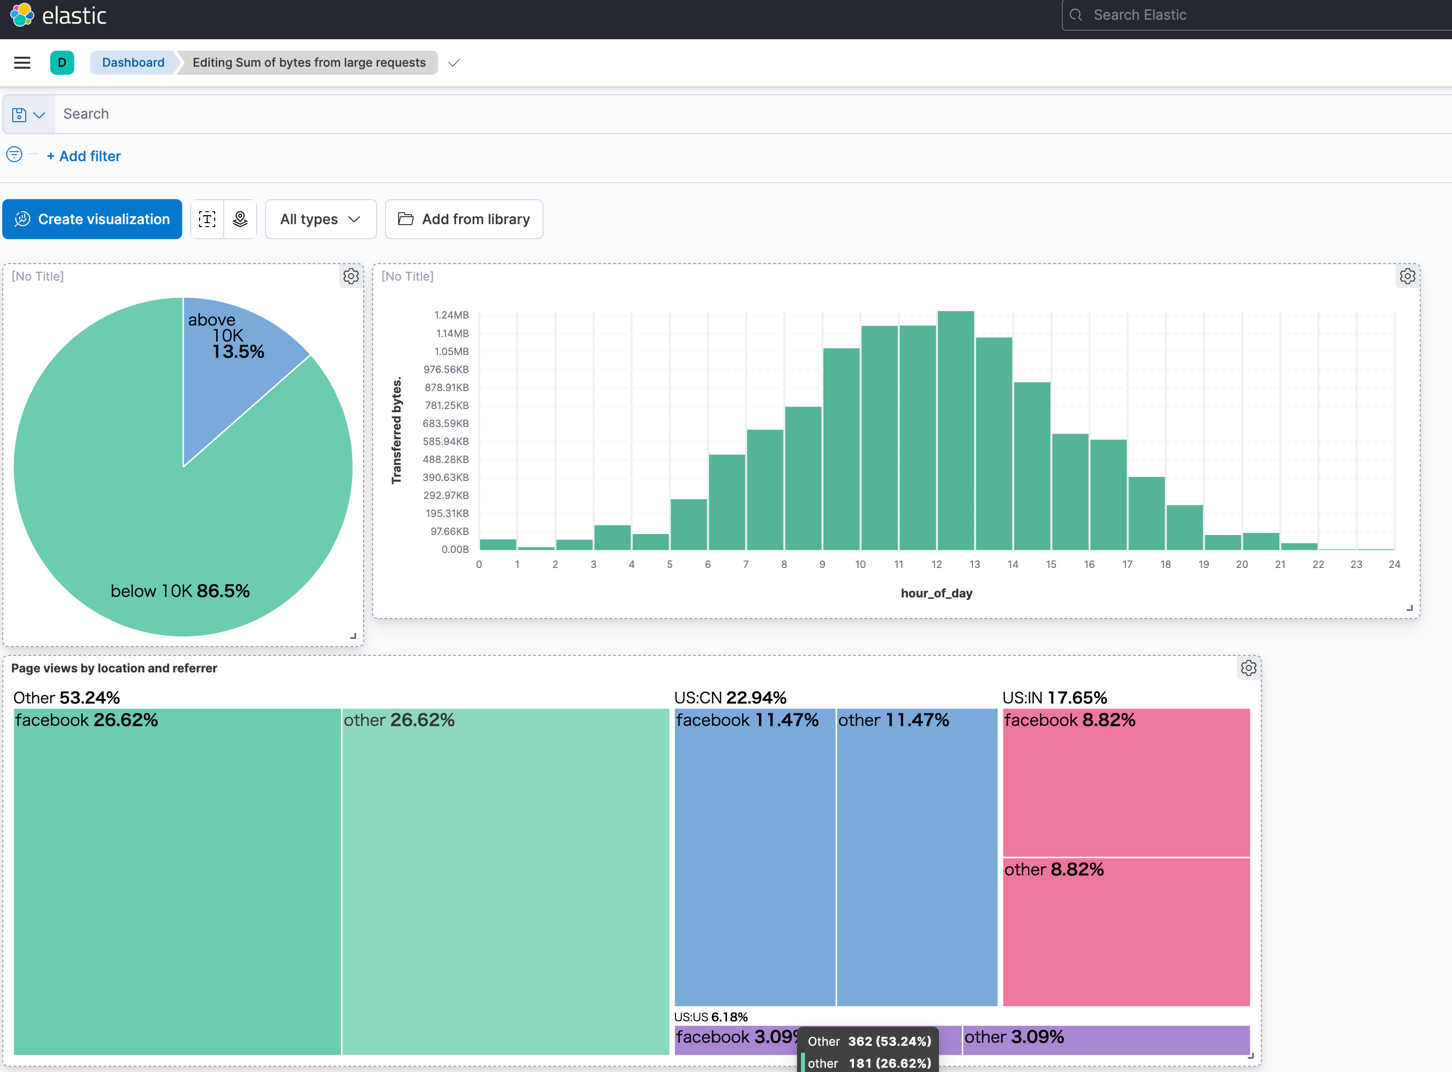 elastic
Search Elastic
D
Dashboard
Editing Sum of bytes from large requests
Search
+ Add filter
Create visualization
All types
Add from library
[No Title]
above
10K
13.5%
below 10K 86.5%
[No Title]
Transferred bytes.
1.24MB
1.14MB
1.05MB
976.56KB
878.91KB
781.25KB
683.59KB
585.94KB
488.28KB
390.63KB
292.97KB
195.31KB
97.66KB
0.00B
0 1 2 3 4 5 6 7 8 9 10 11 12 13 14 15 16 17 18 19 20 21 22 23 24
hour_of_day
Page views by location and referrer
Other 53.24%
facebook 26.62%
other 26.62%
US:CN 22.94%
facebook 11.47%
other 11.47%
US:IN 17.65%
facebook 8.82%
other 8.82%
US:US 6.18%
facebook 3.09%
other 3.09%
Other 362 (53.24%)
other 181 (26.62%)